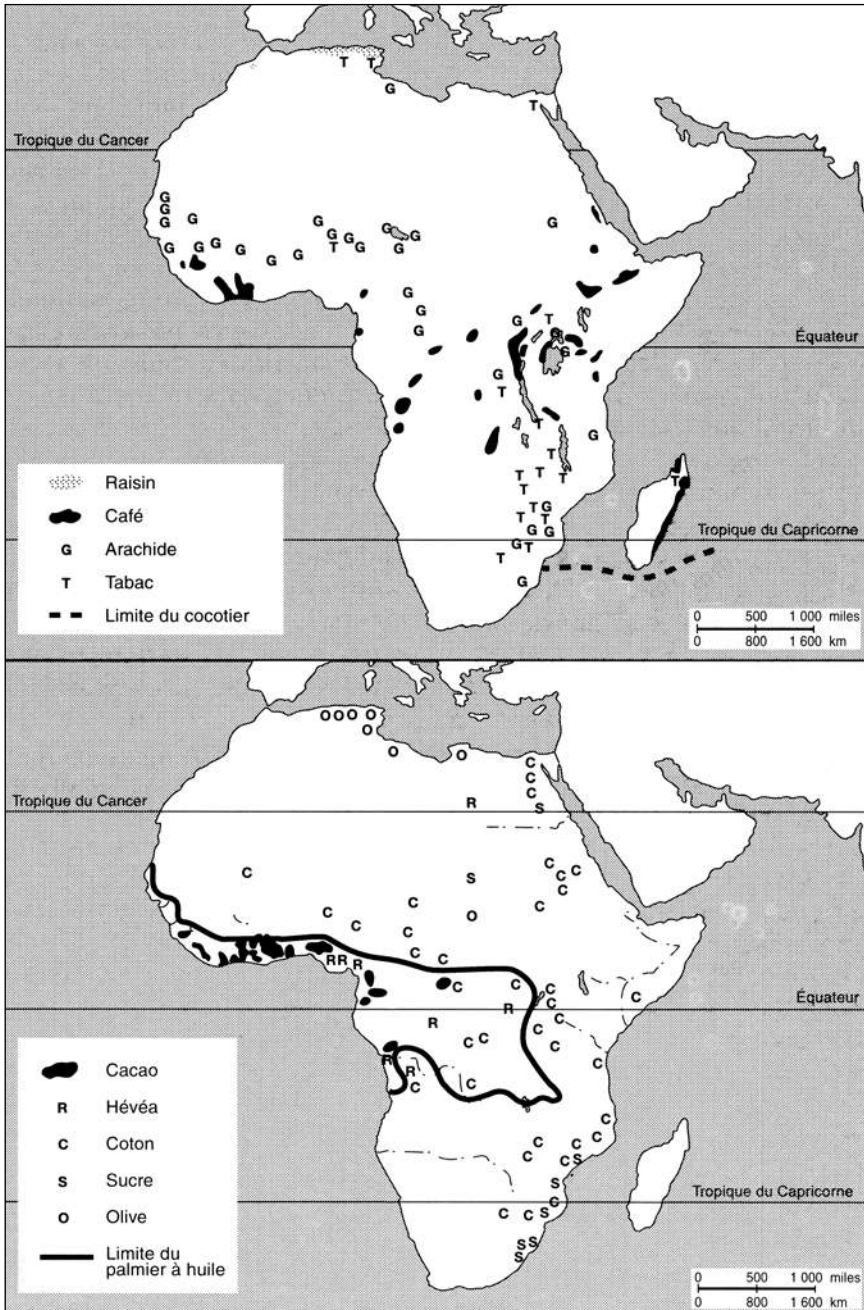 Tropique du Cancer
Équateur
Tropique du Capricorne
Raisin
Café
G Arachide
T Tabac
Limite du cocotier
0 500 1 000 miles
0 800 1 600 km
Tropique du Cancer
Équateur
Tropique du Capricorne
Cacao
R Hévéa
C Coton
S Sucre
O Olive
Limite du
palmier à huile
0 500 1 000 miles
0 800 1 600 km